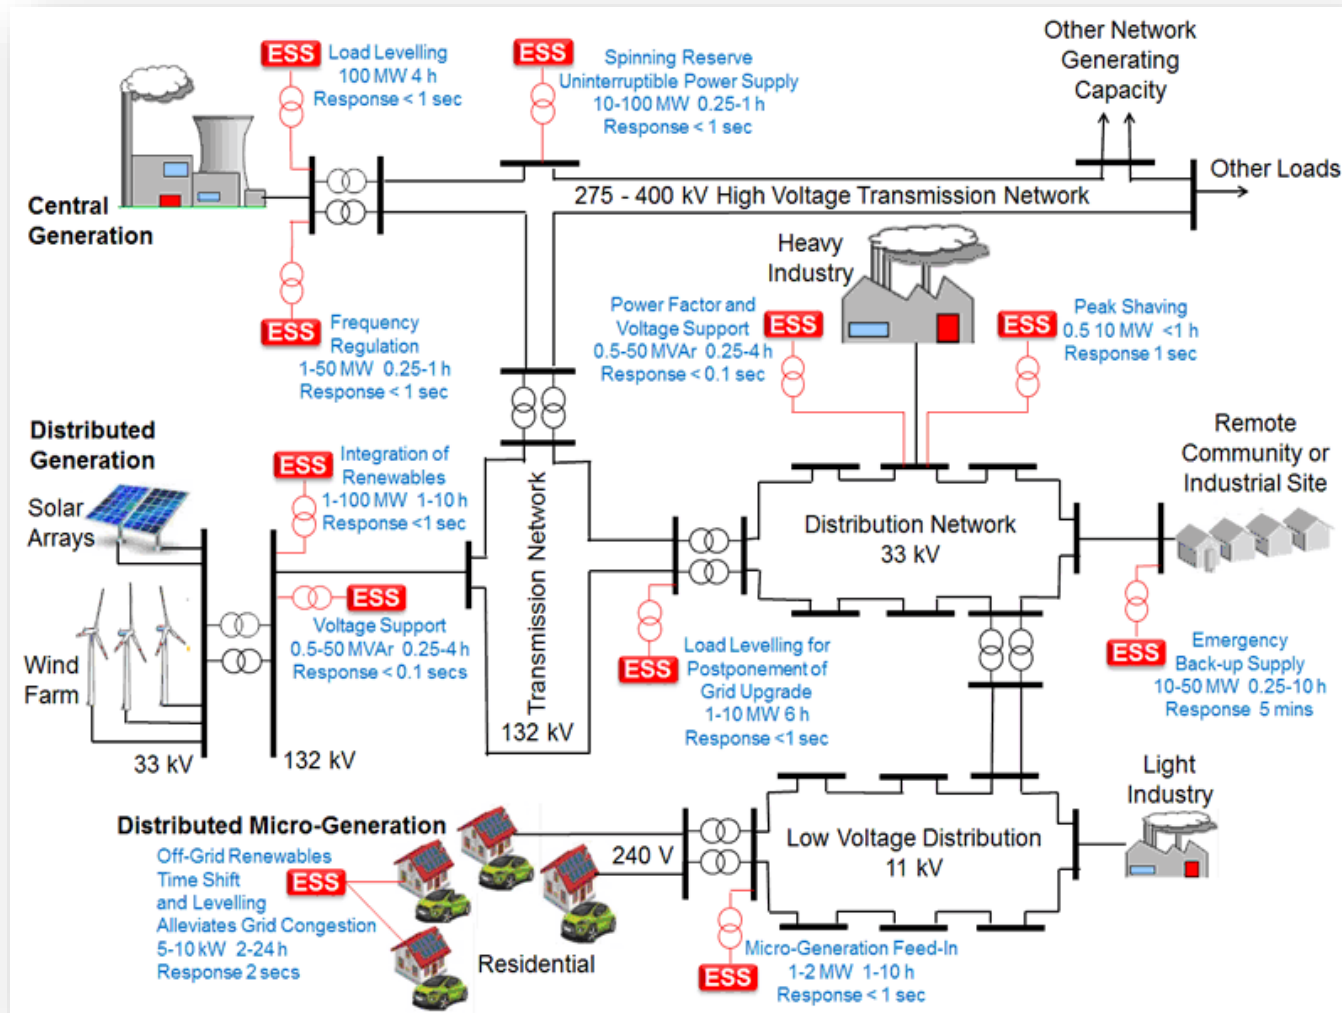 ESS
Load Levelling
100 MW 4 h
Response < 1 sec
ESS
Spinning Reserve
Uninterruptible Power Supply
10-100 MW 0.25-1 h
Response < 1 sec
Other Network
Generating
Capacity
Other Loads
275 - 400 kV High Voltage Transmission Network
Central
Generation
ESS
Frequency
Regulation
1-50 MW 0.25-1 h
Response < 1 sec
Heavy
Industry
Power Factor and
Voltage Support
0.5-50 MVAr 0.25-4 h
Response < 0.1 sec
ESS
ESS
Peak Shaving
0.5 10 MW <1 h
Response 1 sec
Distributed
Generation
Solar
Arrays
Wind
Farm
33 kV
132 kV
ESS
Integration of
Renewables
1-100 MW 1-10 h
Response <1 sec
ESS
Voltage Support
0.5-50 MVAr 0.25-4 h
Response < 0.1 secs
Transmission Network
132 kV
Distribution Network
33 kV
Remote
Community or
Industrial Site
ESS
Load Levelling for
Postponement of
Grid Upgrade
1-10 MW 6 h
Response <1 sec
ESS
Emergency
Back-up Supply
10-50 MW 0.25-10 h
Response 5 mins
Light
Industry
Low Voltage Distribution
11 kV
240 V
Distributed Micro-Generation
Off-Grid Renewables
Time Shift
and Levelling
Alleviates Grid Congestion
5-10 kW 2-24 h
Response 2 secs
ESS
Residential
ESS
Micro-Generation Feed-In
1-2 MW 1-10 h
Response < 1 sec